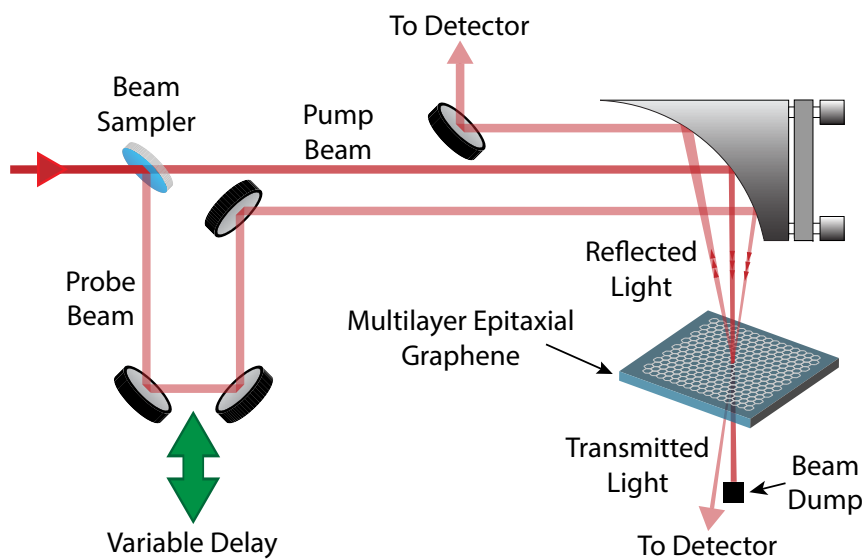 To Detector
Beam
Sampler
Pump
Beam
Reflected
Light
Probe
Beam
Multilayer Epitaxial
Graphene
Transmitted
Light
Beam
Dump
Variable Delay
To Detector